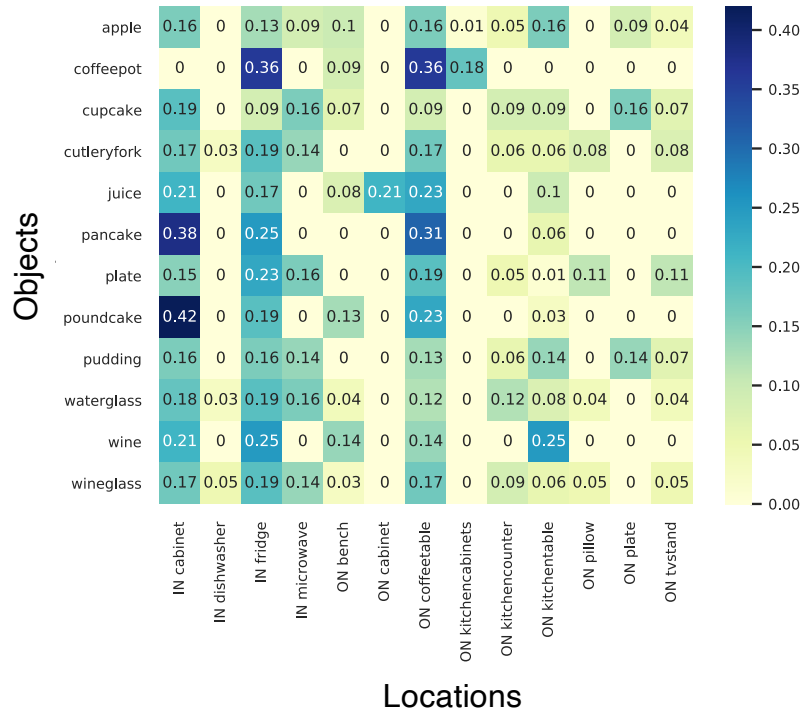 apple 0.16 0 0.13 0.09 0.1 0 0.16 0.01 0.05 0.16 0 0.09 0.04
coffeepot 0 0 0.36 0 0.09 0 0.36 0.18 0 0 0 0 0
cupcake 0.19 0 0.09 0.16 0.07 0 0.09 0 0.09 0.09 0 0.16 0.07
cutleryfork 0.17 0.03 0.19 0.14 0 0 0.17 0 0.06 0.06 0.08 0 0.08
juice 0.21 0 0.17 0 0.08 0.21 0.23 0 0 0.1 0 0 0
pancake 0.38 0 0.25 0 0 0 0.31 0 0 0.06 0 0 0
plate 0.15 0 0.23 0.16 0 0 0.19 0 0.05 0.01 0.11 0 0.11
poundcake 0.42 0 0.19 0 0.13 0 0.23 0 0 0.03 0 0 0
pudding 0.16 0 0.16 0.14 0 0 0.13 0 0.06 0.14 0 0.14 0.07
waterglass 0.18 0.03 0.19 0.16 0.04 0 0.12 0 0.12 0.08 0.04 0 0.04
wine 0.21 0 0.25 0 0.14 0 0.14 0 0 0.25 0 0 0
wineglass 0.17 0.05 0.19 0.14 0.03 0 0.17 0 0.09 0.06 0.05 0 0.05
Objects
IN cabinet
IN dishwasher
IN fridge
IN microwave
ON bench
ON cabinet
ON coffeetable
ON kitchencabinets
ON kitchencounter
ON kitchentable
ON pillow
ON plate
ON tvstand
Locations
0.40
0.35
0.30
0.25
0.20
0.15
0.10
0.05
0.00